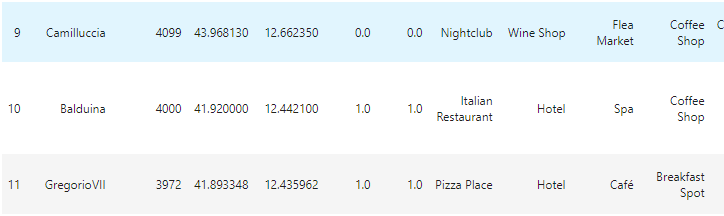 9 Camilluccia 4099 43.968130 12.662350 0.0 0.0 Nightclub Wine Shop Flea Market Coffee Shop C
10 Balduina 4000 41.920000 12.442100 1.0 1.0 Italian Restaurant Hotel Spa Coffee Shop
11 GregorioVII 3972 41.893348 12.435962 1.0 1.0 Pizza Place Hotel Café Breakfast Spot